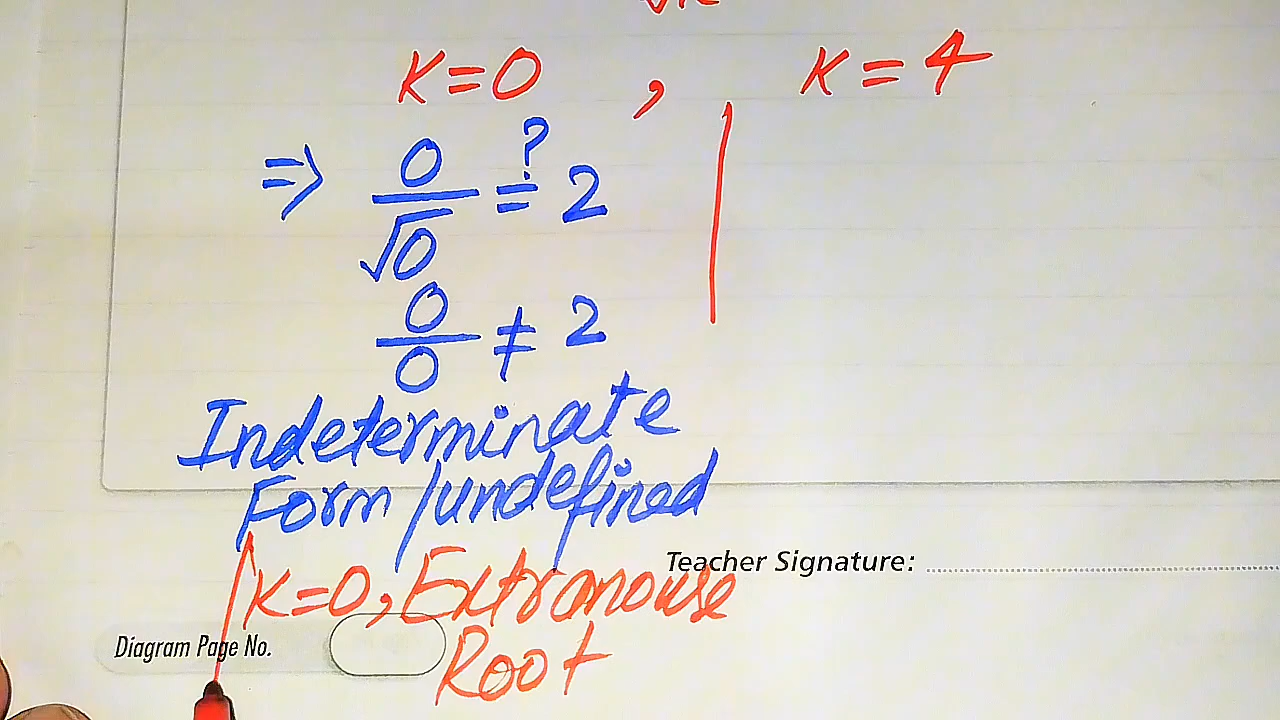 √k
K=0 , K=4
=> 0/√0 ?= 2
0/0 ≠ 2
Indeterminate
Form/undefined
Teacher Signature: ........................................
K=0, Extranouse
Diagram Page No.
Root